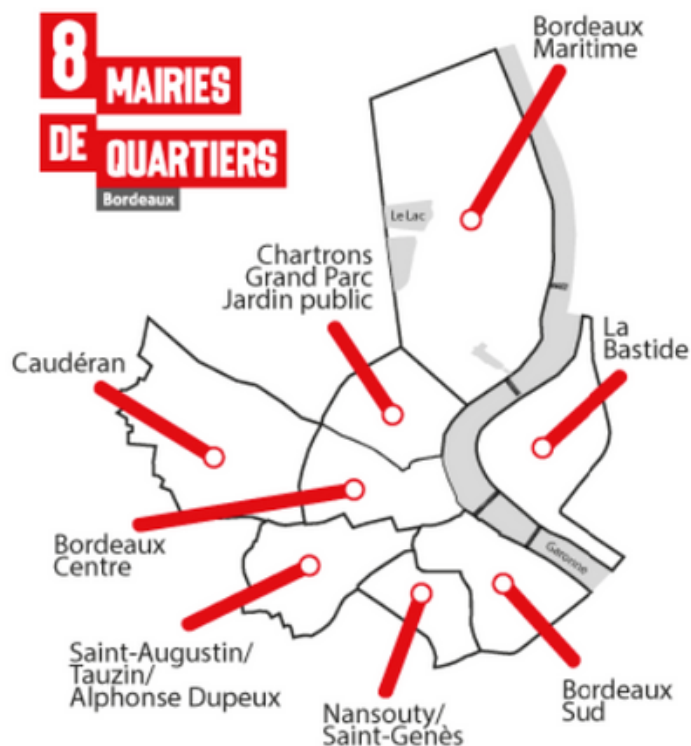 8 MAIRIES
DE QUARTIERS
Bordeaux
Bordeaux
Maritime
Le Lac
Chartrons
Grand Parc
Jardin public
La
Bastide
Caudéran
Bordeaux
Centre
Garonne
Saint-Augustin/
Tauzin/
Alphonse Dupeux
Nansouty/
Saint-Genès
Bordeaux
Sud